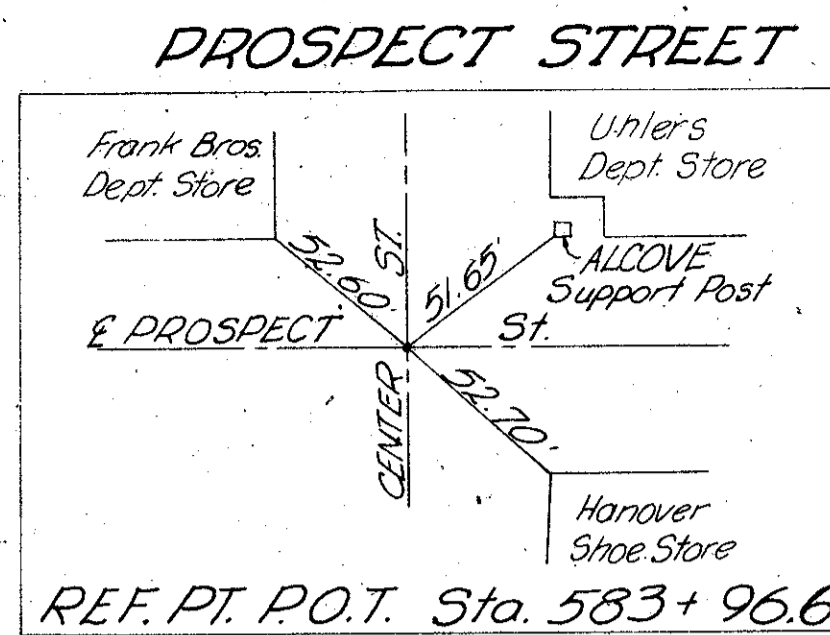 PROSPECT STREET
Frank Bros.
Dept. Store
Uhlers
Dept. Store
52.60'
CENTER ST.
51.65'
ALCOVE
Support Post
℄ PROSPECT St.
52.70'
Hanover
Shoe Store
REF. PT. P.O.T. Sta. 583+96.6